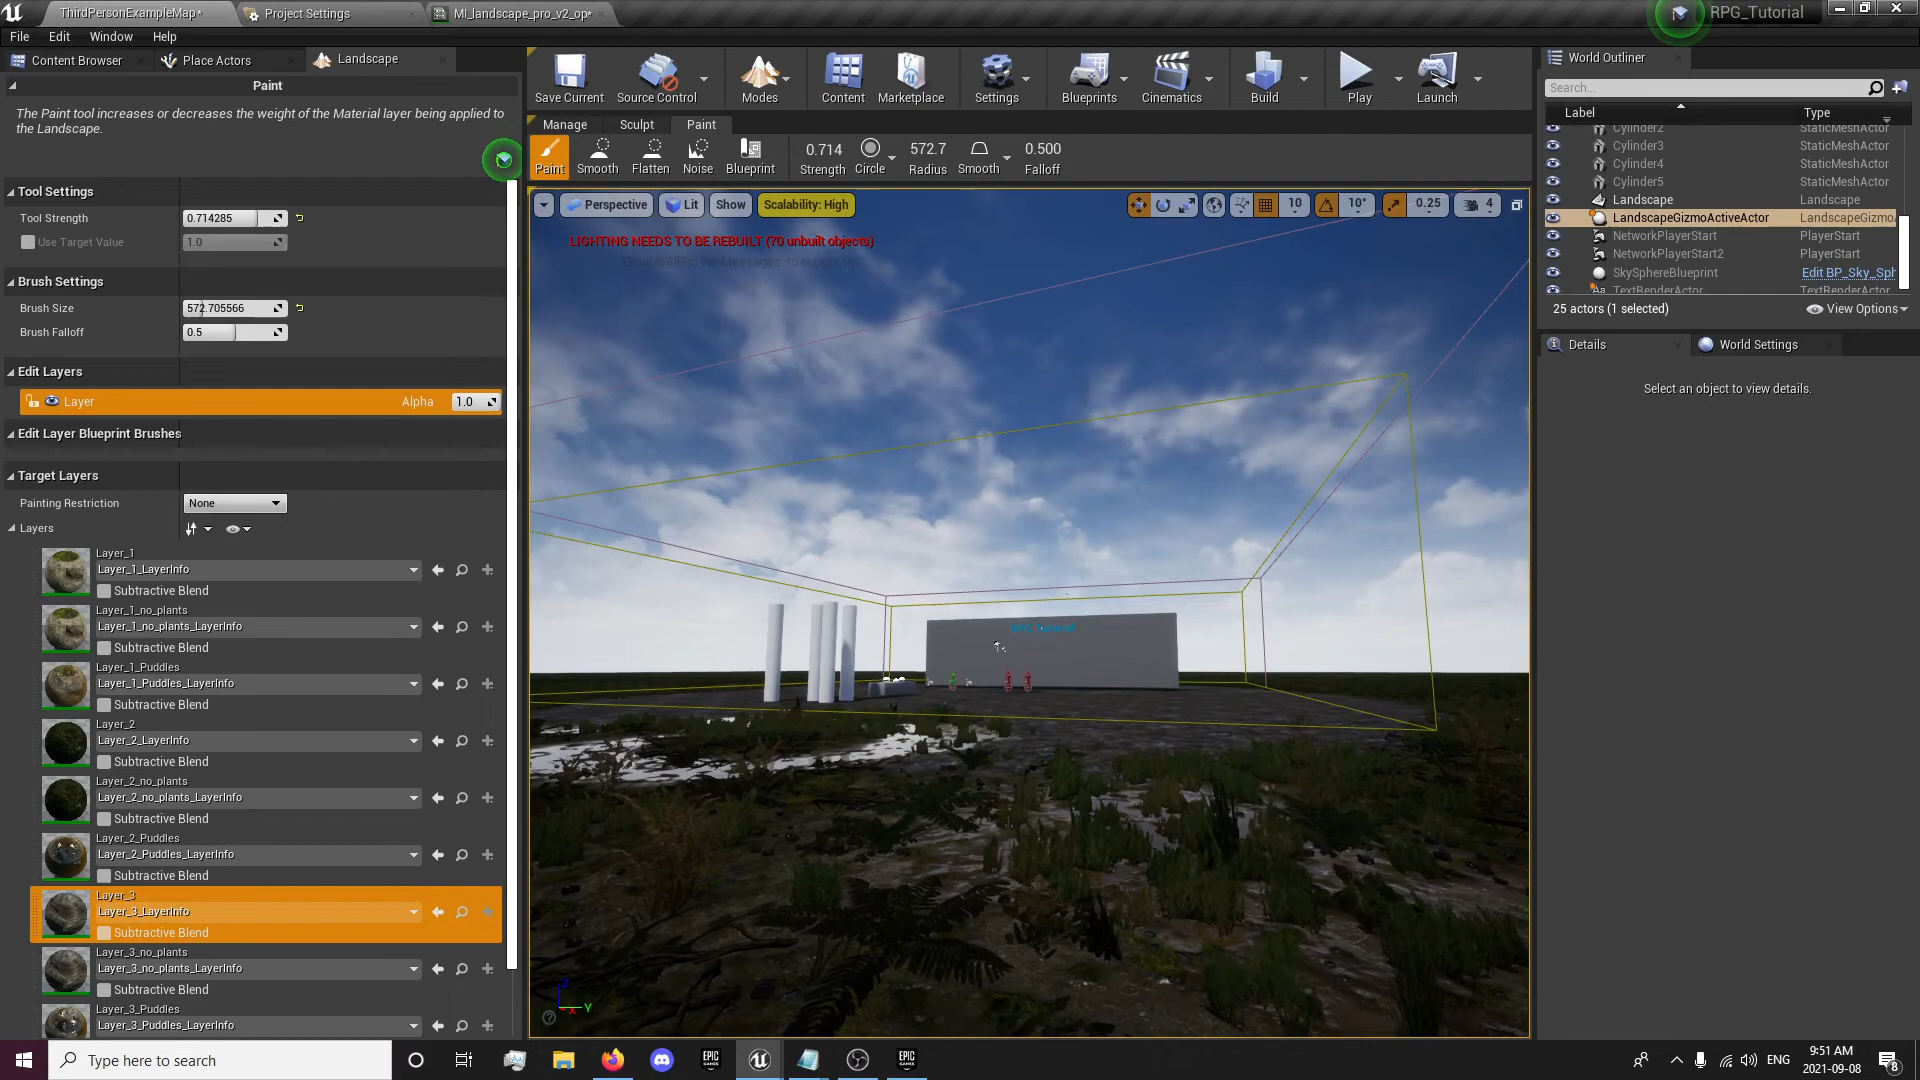 ThirdPersonExampleMap*
Project Settings
MI_landscape_pro_v2_op*
RPG_Tutorial
File Edit Window Help
Content Browser
Place Actors
Landscape
Paint
The Paint tool increases or decreases the weight of the Material layer being applied to
the Landscape.
Tool Settings
Tool Strength 0.714285
Use Target Value 1.0
Brush Settings
Brush Size 572.705566
Brush Falloff 0.5
Edit Layers
Layer Alpha 1.0
Edit Layer Blueprint Brushes
Target Layers
Painting Restriction None
Layers
Layer_1
Layer_1_LayerInfo
Subtractive Blend
Layer_1_no_plants
Layer_1_no_plants_LayerInfo
Subtractive Blend
Layer_1_Puddles
Layer_1_Puddles_LayerInfo
Subtractive Blend
Layer_2
Layer_2_LayerInfo
Subtractive Blend
Layer_2_no_plants
Layer_2_no_plants_LayerInfo
Subtractive Blend
Layer_2_Puddles
Layer_2_Puddles_LayerInfo
Subtractive Blend
Layer_3
Layer_3_LayerInfo
Subtractive Blend
Layer_3_no_plants
Layer_3_no_plants_LayerInfo
Subtractive Blend
Layer_3_Puddles
Layer_3_Puddles_LayerInfo
Save Current
Source Control
Modes
Content
Marketplace
Settings
Blueprints
Cinematics
Build
Play
Launch
Manage Sculpt Paint
Paint
Smooth
Flatten
Noise
Blueprint
0.714
Strength
Circle
572.7
Radius
Smooth
0.500
Falloff
Perspective
Lit
Show
Scalability: High
10
10°
0.25
4
LIGHTING NEEDS TO BE REBUILT (70 unbuilt objects)
'DisableAllScreenMessages' to suppress
Z
X
Y
World Outliner
Search...
Label Type
Cylinder2 StaticMeshActor
Cylinder3 StaticMeshActor
Cylinder4 StaticMeshActor
Cylinder5 StaticMeshActor
Landscape Landscape
LandscapeGizmoActiveActor LandscapeGizmoA
NetworkPlayerStart PlayerStart
NetworkPlayerStart2 PlayerStart
SkySphereBlueprint Edit BP_Sky_Sph
TextRenderActor TextRenderActor
25 actors (1 selected)
View Options
Details
World Settings
Select an object to view details.
Type here to search
EPIC GAMES
EPIC GAMES
ENG
9:51 AM
2021-09-08
8